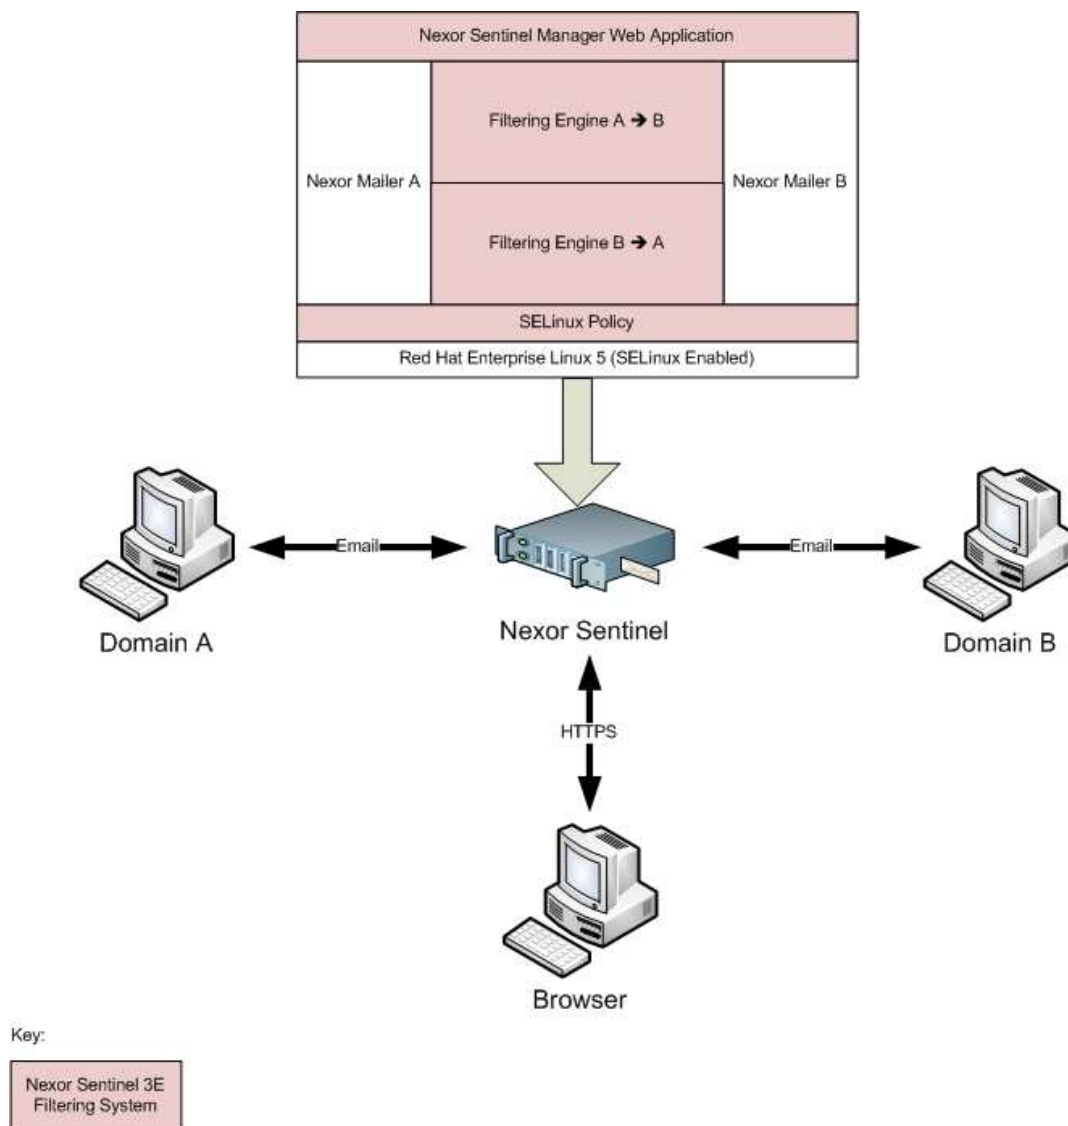 Nexor Sentinel Manager Web Application
Filtering Engine A → B
Nexor Mailer A
Nexor Mailer B
Filtering Engine B → A
SELinux Policy
Red Hat Enterprise Linux 5 (SELinux Enabled)
Email
Email
Domain A
Nexor Sentinel
Domain B
HTTPS
Browser
Key:
Nexor Sentinel 3E
Filtering System